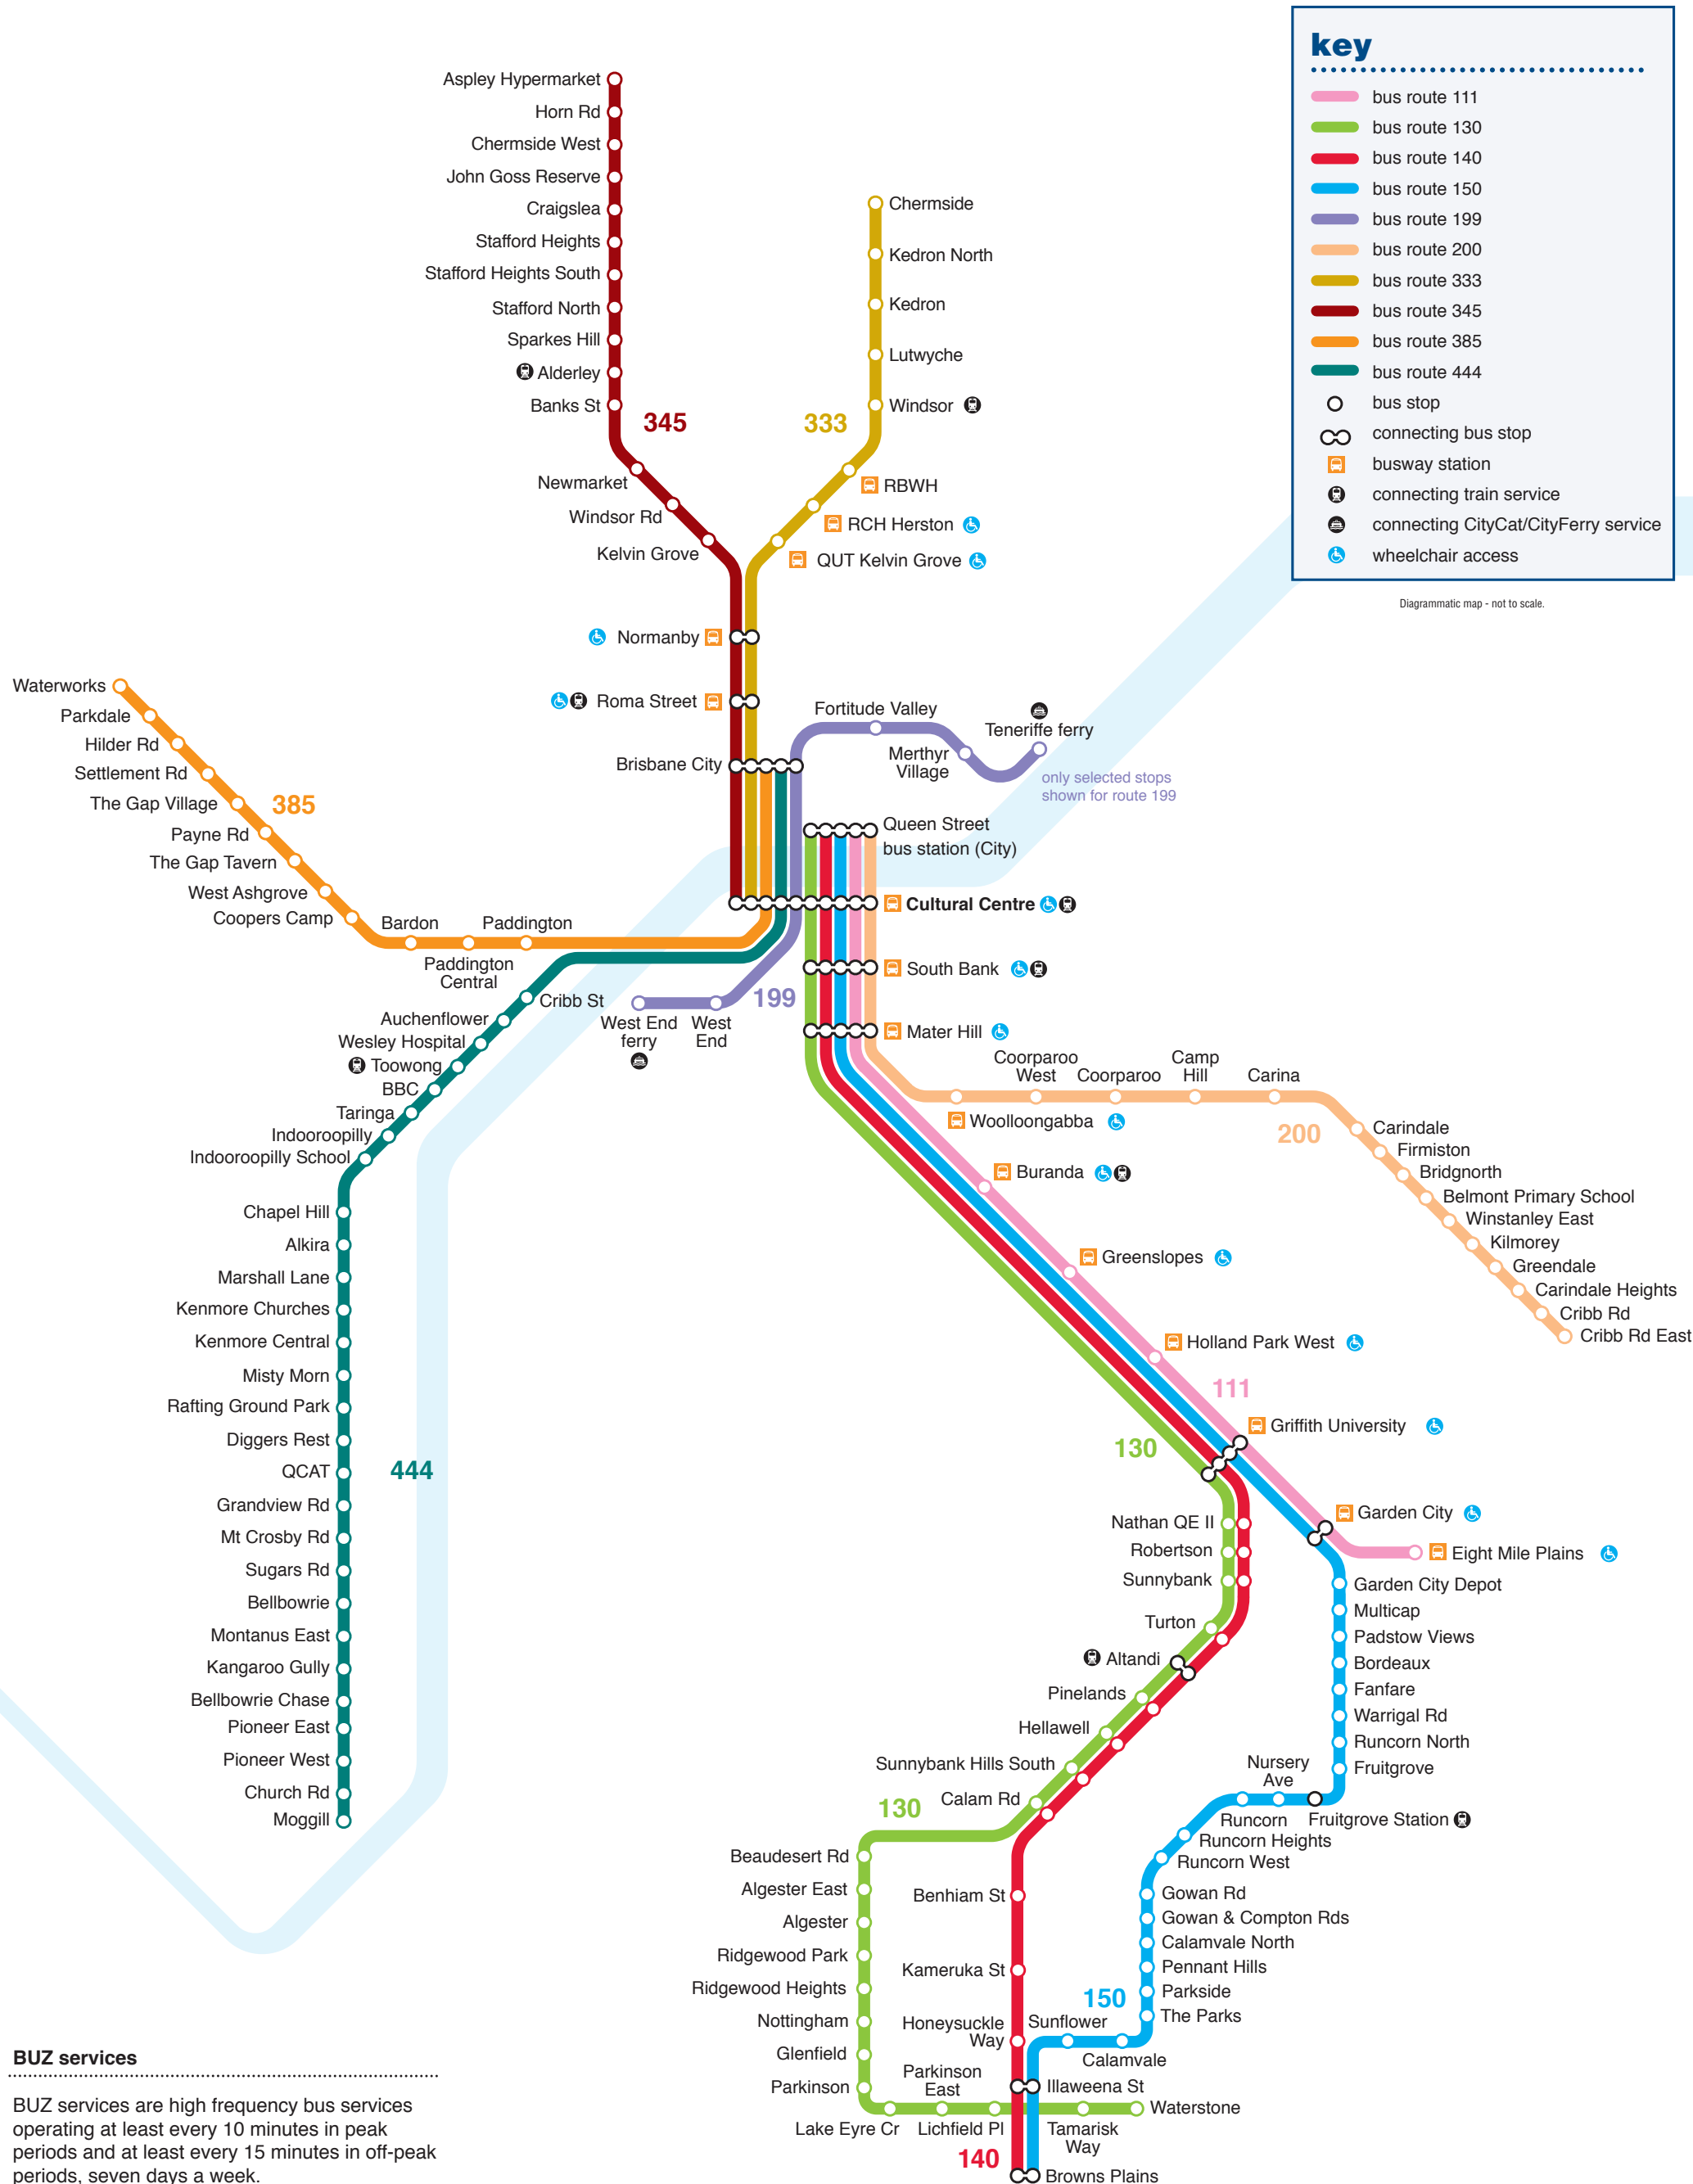 key
bus route 111
bus route 130
bus route 140
bus route 150
bus route 199
bus route 200
bus route 333
bus route 345
bus route 385
bus route 444
bus stop
connecting bus stop
busway station
connecting train service
connecting CityCat/CityFerry service
wheelchair access
Diagrammatic map - not to scale.
Aspley Hypermarket
Horn Rd
Chermside West
John Goss Reserve
Craigslea
Stafford Heights
Stafford Heights South
Stafford North
Sparkes Hill
Alderley
Banks St
345
Newmarket
Windsor Rd
Kelvin Grove
Chermside
Kedron North
Kedron
Lutwyche
Windsor
333
RBWH
RCH Herston
QUT Kelvin Grove
Normanby
Roma Street
Brisbane City
Fortitude Valley
Teneriffe ferry
Merthyr
Village
only selected stops
shown for route 199
Queen Street
bus station (City)
Cultural Centre
South Bank
Mater Hill
Waterworks
Parkdale
Hilder Rd
Settlement Rd
The Gap Village
385
Payne Rd
The Gap Tavern
West Ashgrove
Coopers Camp
Bardon
Paddington
Paddington
Central
Cribb St
199
West End
ferry
West
End
Auchenflower
Wesley Hospital
Toowong
BBC
Taringa
Indooroopilly
Indooroopilly School
Chapel Hill
Alkira
Marshall Lane
Kenmore Churches
Kenmore Central
Misty Morn
Rafting Ground Park
Diggers Rest
QCAT
444
Grandview Rd
Mt Crosby Rd
Sugars Rd
Bellbowrie
Montanus East
Kangaroo Gully
Bellbowrie Chase
Pioneer East
Pioneer West
Church Rd
Moggill
Coorparoo
West
Coorparoo
Camp
Hill
Carina
Woolloongabba
200
Carindale
Firmiston
Bridgnorth
Belmont Primary School
Winstanley East
Kilmorey
Greendale
Carindale Heights
Cribb Rd
Cribb Rd East
Buranda
Greenslopes
Holland Park West
111
Griffith University
130
Garden City
Eight Mile Plains
Nathan QE II
Robertson
Sunnybank
Turton
Altandi
Pinelands
Hellawell
Sunnybank Hills South
Calam Rd
130
Beaudesert Rd
Algester East
Algester
Ridgewood Park
Ridgewood Heights
Nottingham
Glenfield
Parkinson
Lake Eyre Cr
Parkinson
East
Lichfield Pl
Tamarisk
Way
Waterstone
Benhiam St
Kameruka St
Honeysuckle
Way
Illaweena St
140
Browns Plains
Garden City Depot
Multicap
Padstow Views
Bordeaux
Fanfare
Warrigal Rd
Runcorn North
Fruitgrove
Fruitgrove Station
Nursery
Ave
Runcorn
Runcorn Heights
Runcorn West
Gowan Rd
Gowan & Compton Rds
Calamvale North
Pennant Hills
Parkside
The Parks
150
Sunflower
Calamvale
BUZ services
BUZ services are high frequency bus services
operating at least every 10 minutes in peak
periods and at least every 15 minutes in off-peak
periods, seven days a week.